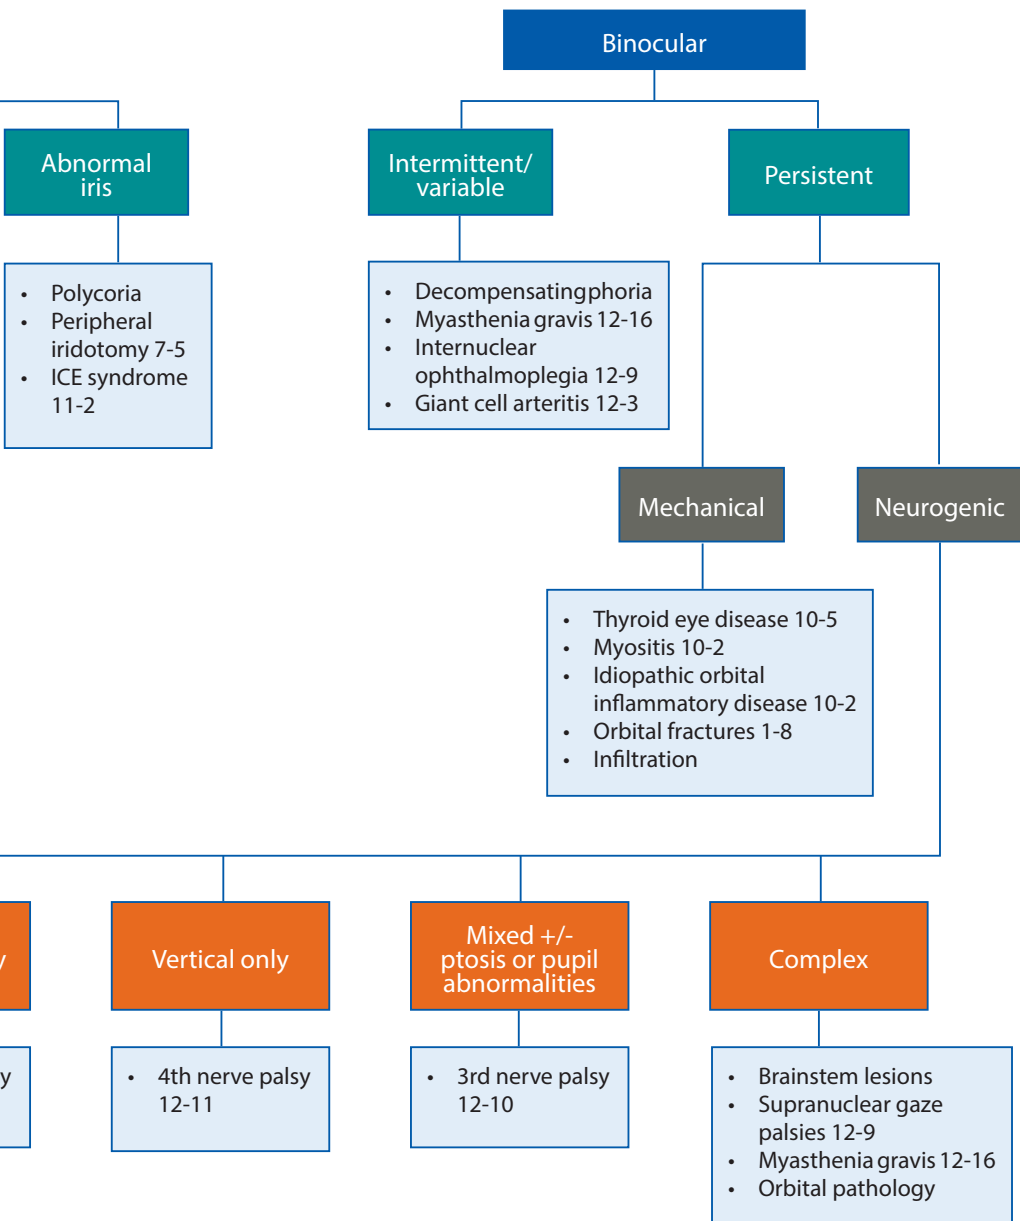 Binocular
Abnormal
iris
Intermittent/
variable
Persistent
• Polycoria
• Peripheral
iridotomy 7-5
• ICE syndrome
11-2
• Decompensating phoria
• Myasthenia gravis 12-16
• Internuclear
ophthalmoplegia 12-9
• Giant cell arteritis 12-3
Mechanical
Neurogenic
• Thyroid eye disease 10-5
• Myositis 10-2
• Idiopathic orbital
inflammatory disease 10-2
• Orbital fractures 1-8
• Infiltration
y
Vertical only
Mixed +/-
ptosis or pupil
abnormalities
Complex
y
• 4th nerve palsy
12-11
• 3rd nerve palsy
12-10
• Brainstem lesions
• Supranuclear gaze
palsies 12-9
• Myasthenia gravis 12-16
• Orbital pathology